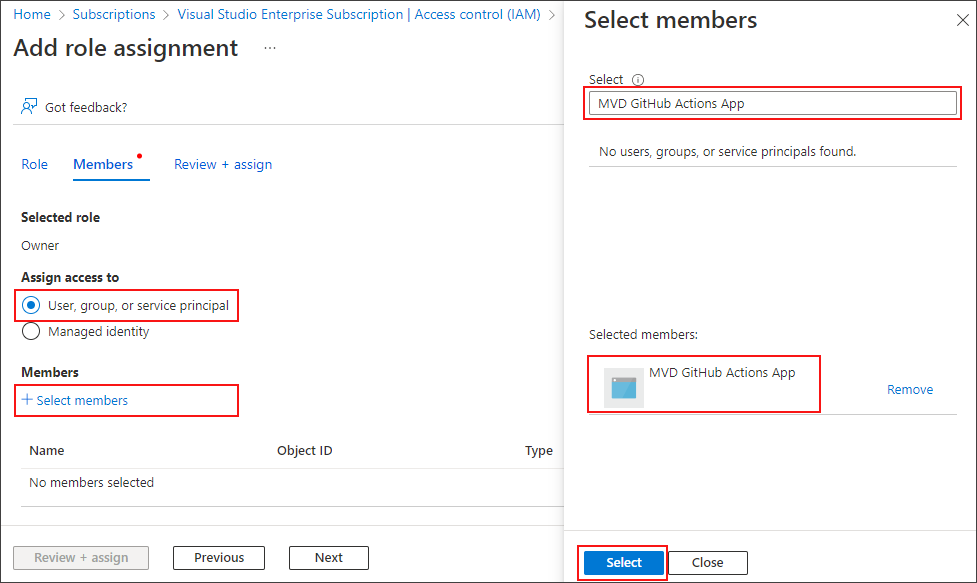 Home > Subscriptions > Visual Studio Enterprise Subscription | Access control (IAM) >
Add role assignment ...
Got feedback?
Role Members Review + assign
Selected role
Owner
Assign access to
User, group, or service principal
Managed identity
Members
+ Select members
Name Object ID Type
No members selected
Review + assign Previous Next
Select members
Select
MVD GitHub Actions App
No users, groups, or service principals found.
Selected members:
MVD GitHub Actions App
Remove
Select Close